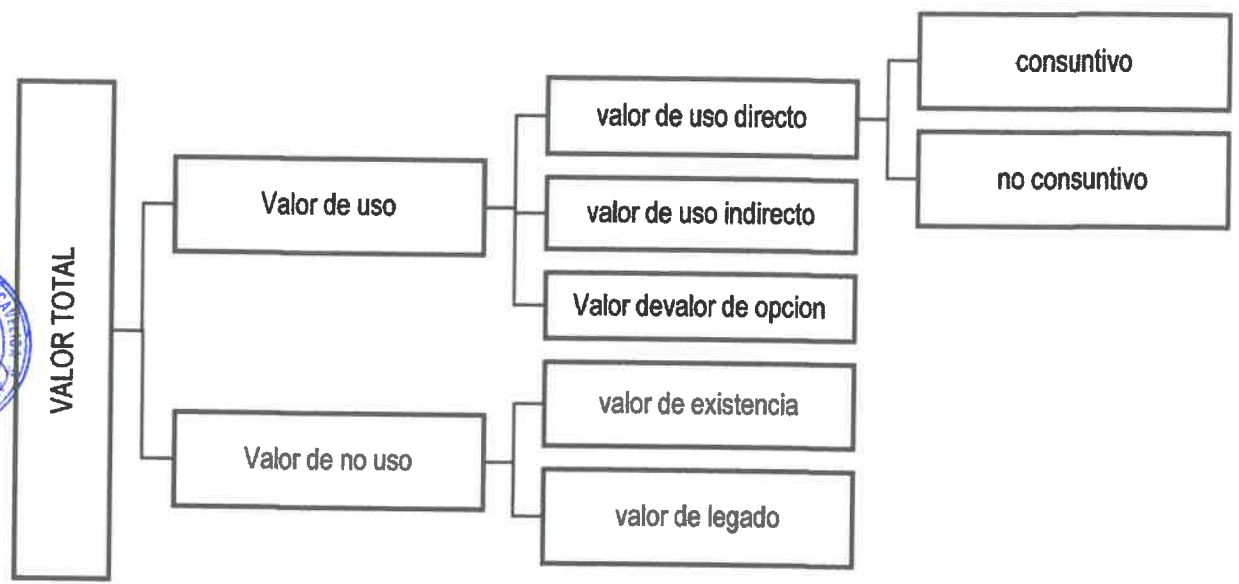 VALOR TOTAL
Valor de uso
valor de uso directo
consuntivo
no consuntivo
valor de uso indirecto
Valor devalor de opcion
Valor de no uso
valor de existencia
valor de legado